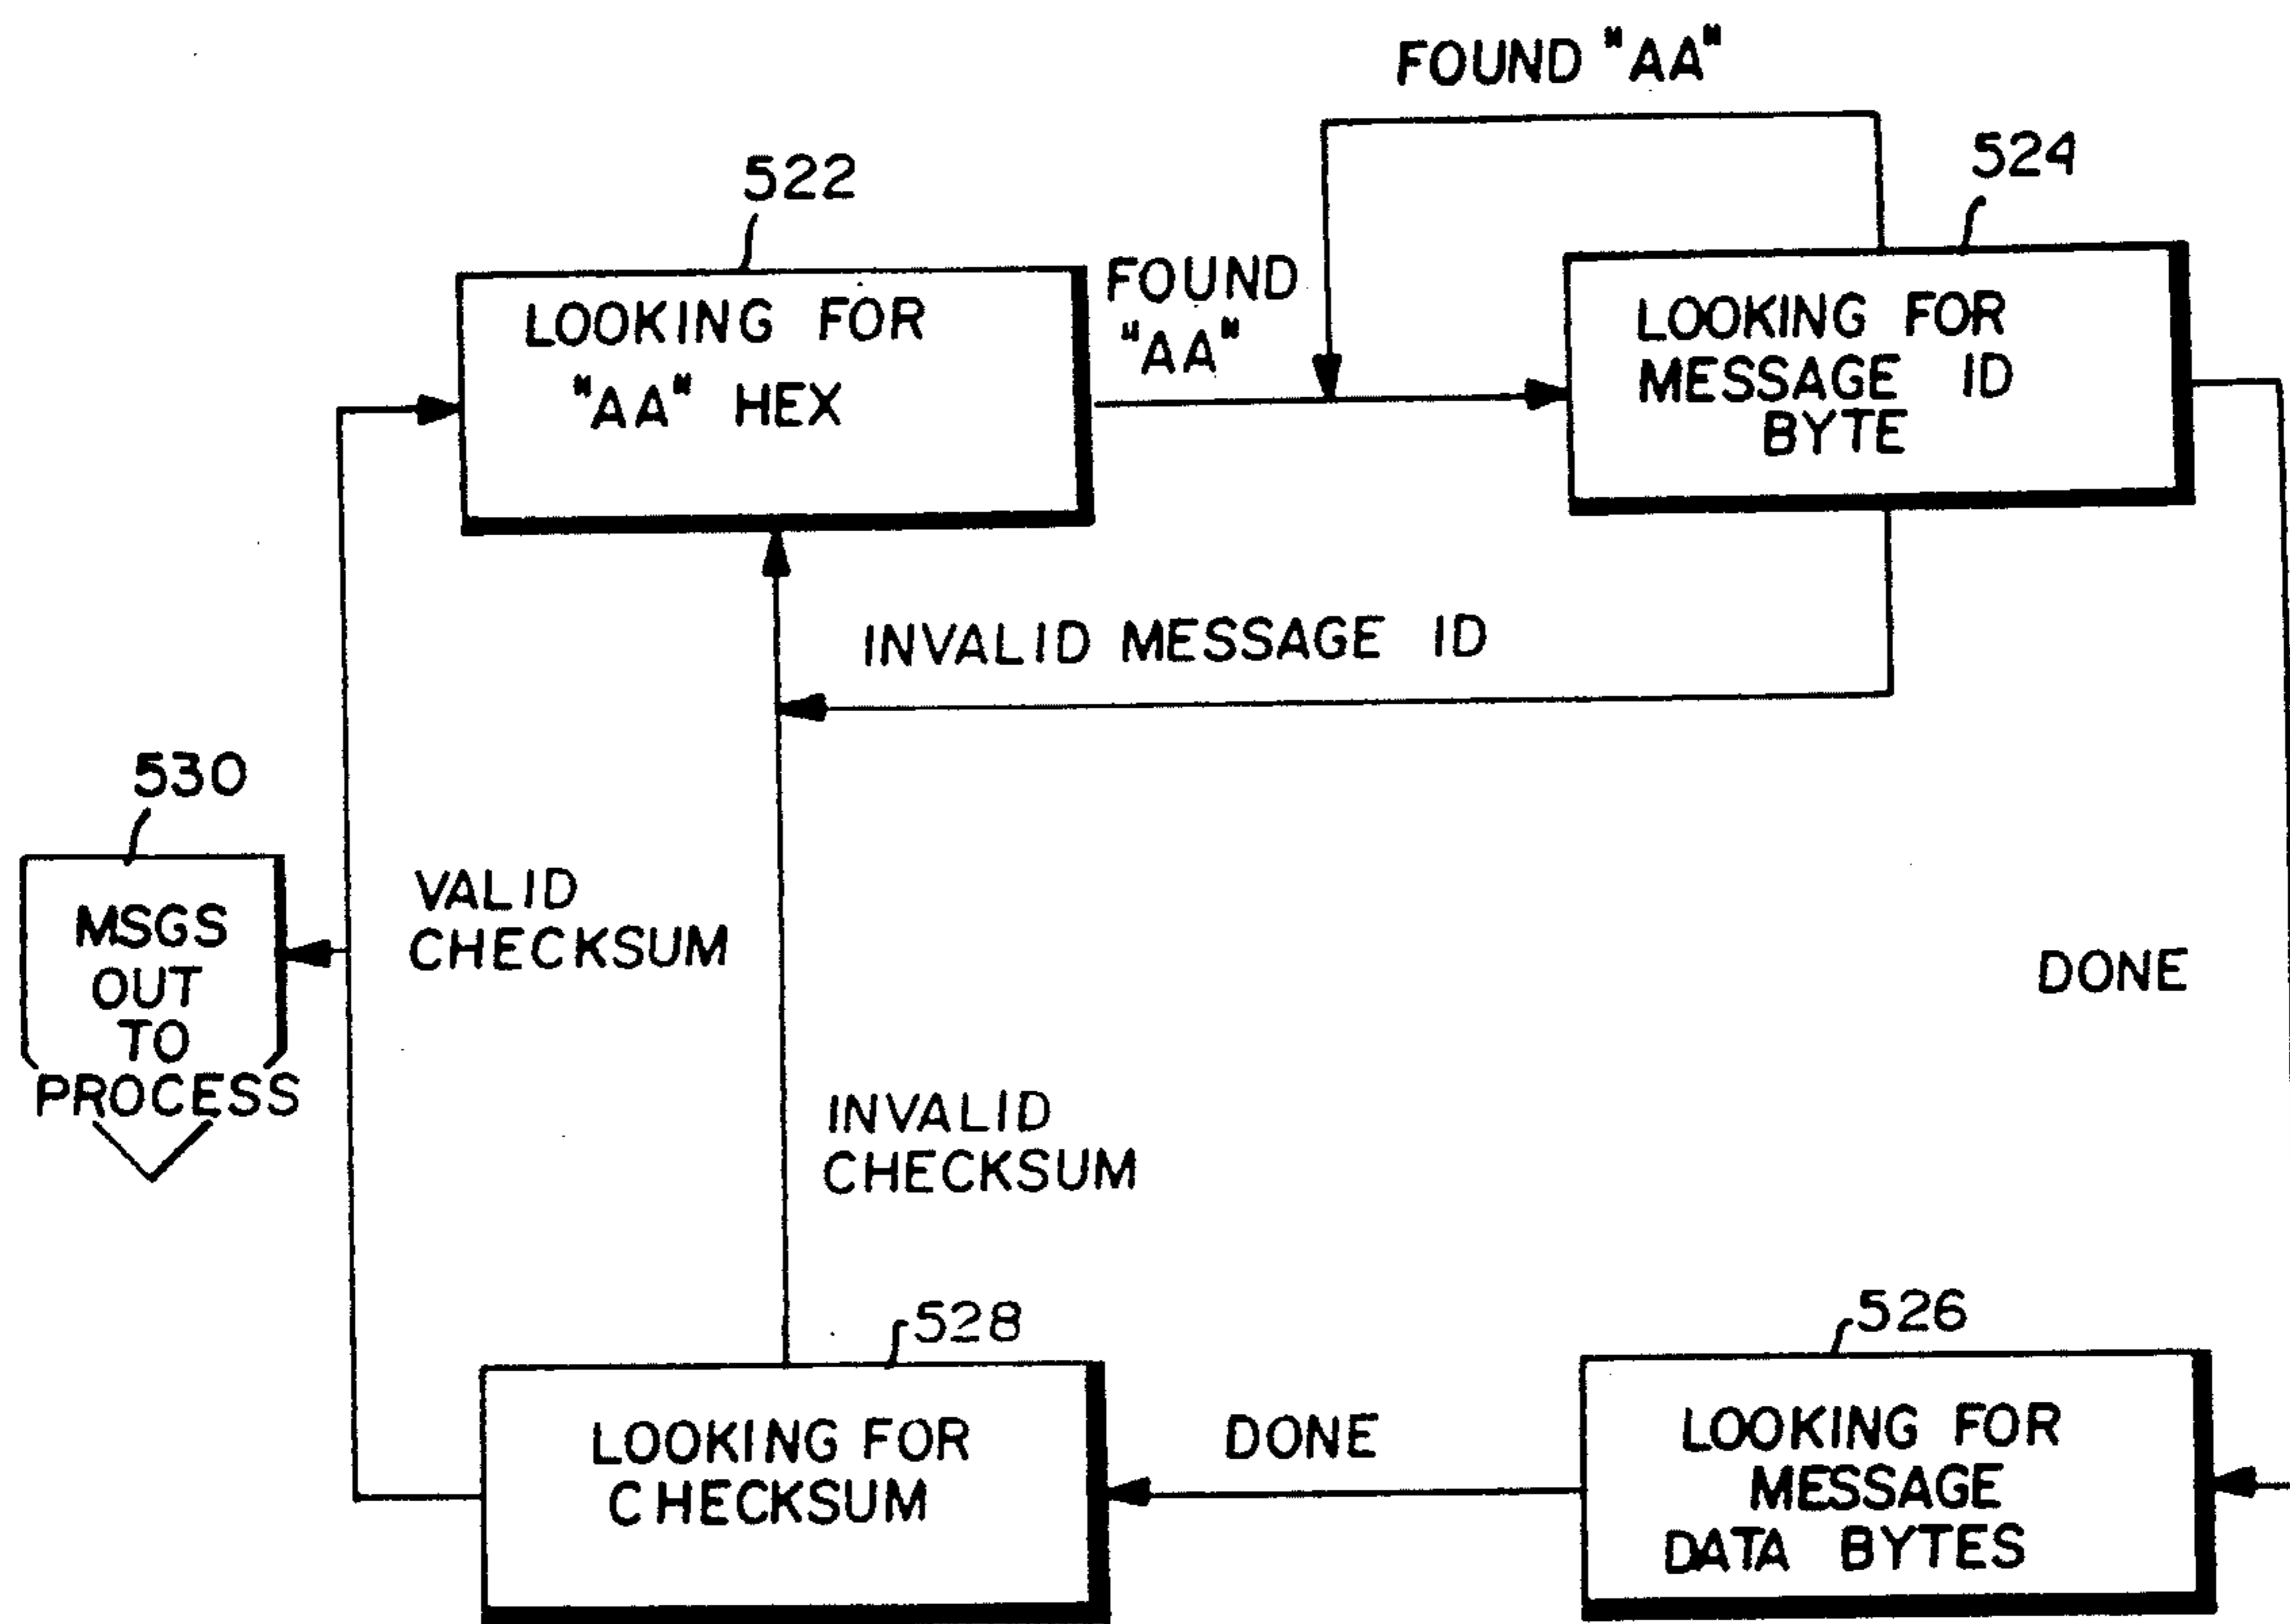 FOUND "AA"
522
524
LOOKING FOR
"AA" HEX
FOUND
"AA"
LOOKING FOR
MESSAGE ID
BYTE
INVALID MESSAGE ID
530
MSGS
OUT
TO
PROCESS
VALID
CHECKSUM
DONE
INVALID
CHECKSUM
528
526
LOOKING FOR
CHECKSUM
DONE
LOOKING FOR
MESSAGE
DATA BYTES